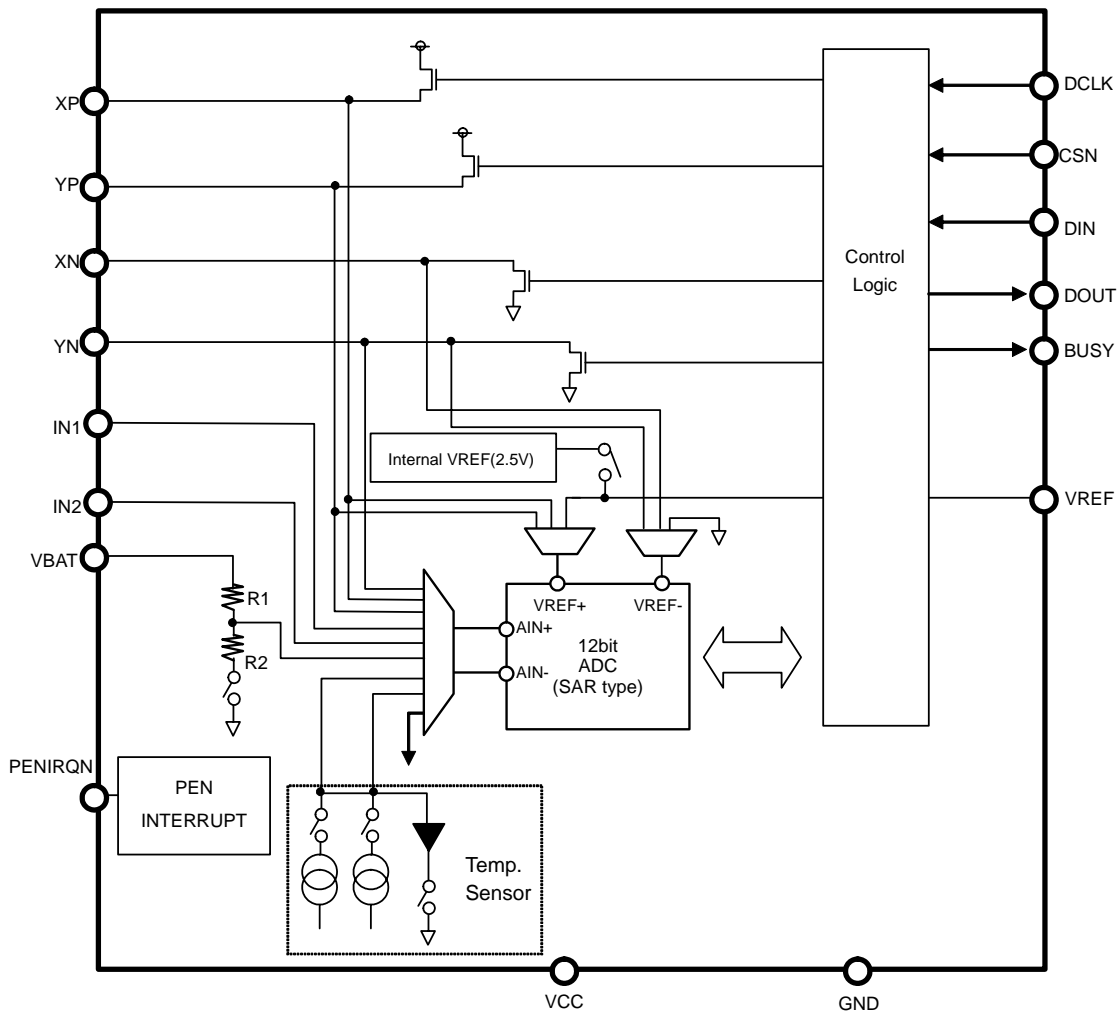 XP
YP
XN
YN
IN1
IN2
VBAT
PENIRQN
DCLK
CSN
DIN
DOUT
BUSY
VREF
Control
Logic
Internal VREF(2.5V)
R1
R2
VREF+
VREF-
AIN+
AIN-
12bit
ADC
(SAR type)
PEN
INTERRUPT
Temp.
Sensor
VCC
GND